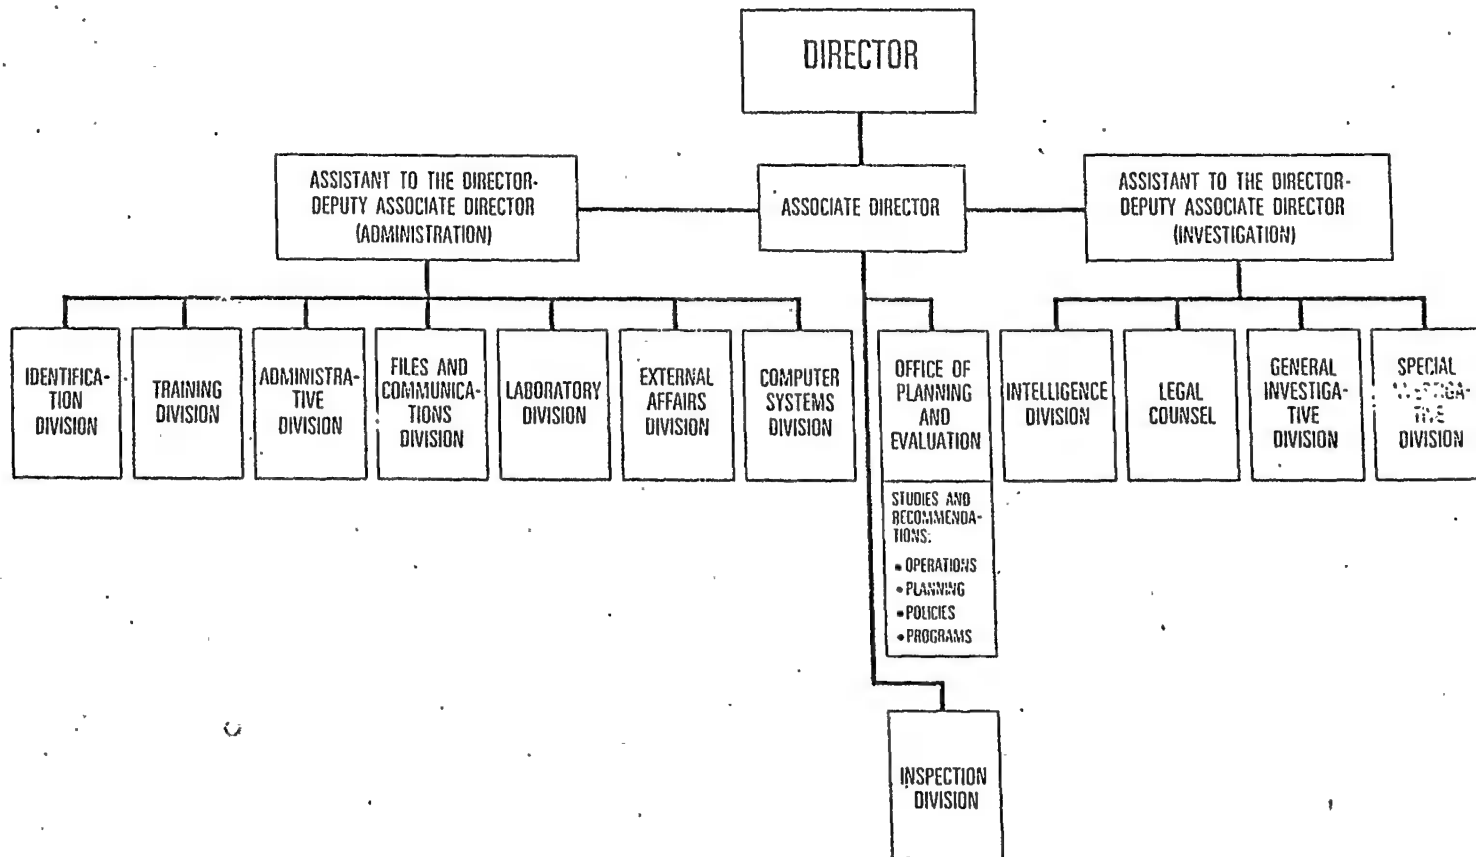 DIRECTOR
ASSISTANT TO THE DIRECTOR-
DEPUTY ASSOCIATE DIRECTOR
(ADMINISTRATION)
ASSOCIATE DIRECTOR
ASSISTANT TO THE DIRECTOR-
DEPUTY ASSOCIATE DIRECTOR
(INVESTIGATION)
IDENTIFICA-
TION
DIVISION
TRAINING
DIVISION
ADMINISTRA-
TIVE
DIVISION
FILES AND
COMMUNICA-
TIONS
DIVISION
LABORATORY
DIVISION
EXTERNAL
AFFAIRS
DIVISION
COMPUTER
SYSTEMS
DIVISION
OFFICE OF
PLANNING
AND
EVALUATION
STUDIES AND
RECOMMENDA-
TIONS:
• OPERATIONS
• PLANNING
• POLICIES
• PROGRAMS
INTELLIGENCE
DIVISION
LEGAL
COUNSEL
GENERAL
INVESTIGA-
TIVE
DIVISION
SPECIAL
INVESTIGA-
TIVE
DIVISION
INSPECTION
DIVISION